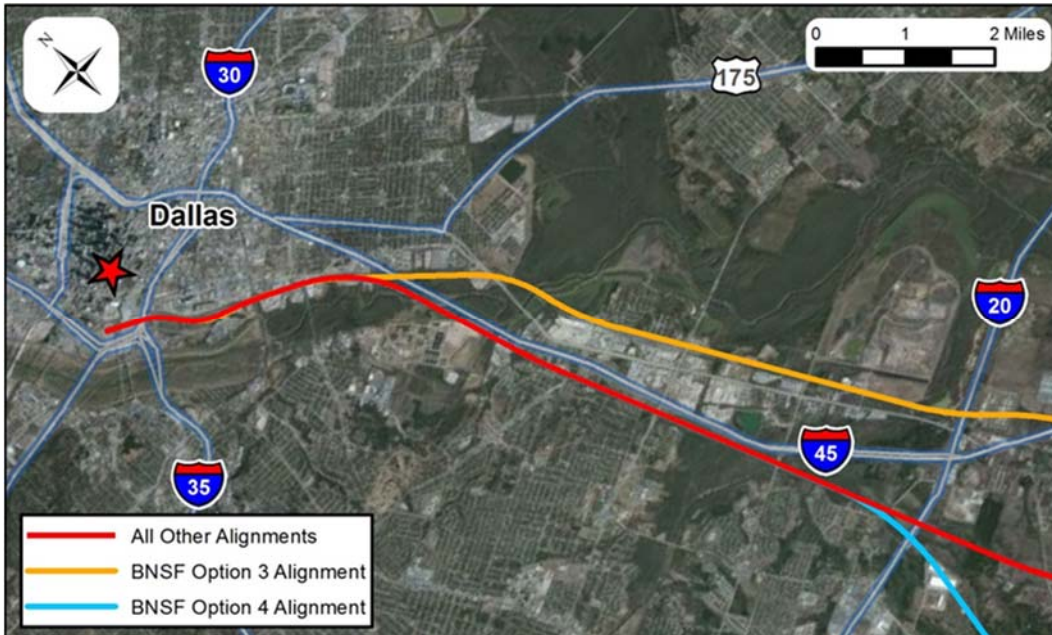 N
30
175
0 1 2 Miles
Dallas
20
45
35
All Other Alignments
BNSF Option 3 Alignment
BNSF Option 4 Alignment